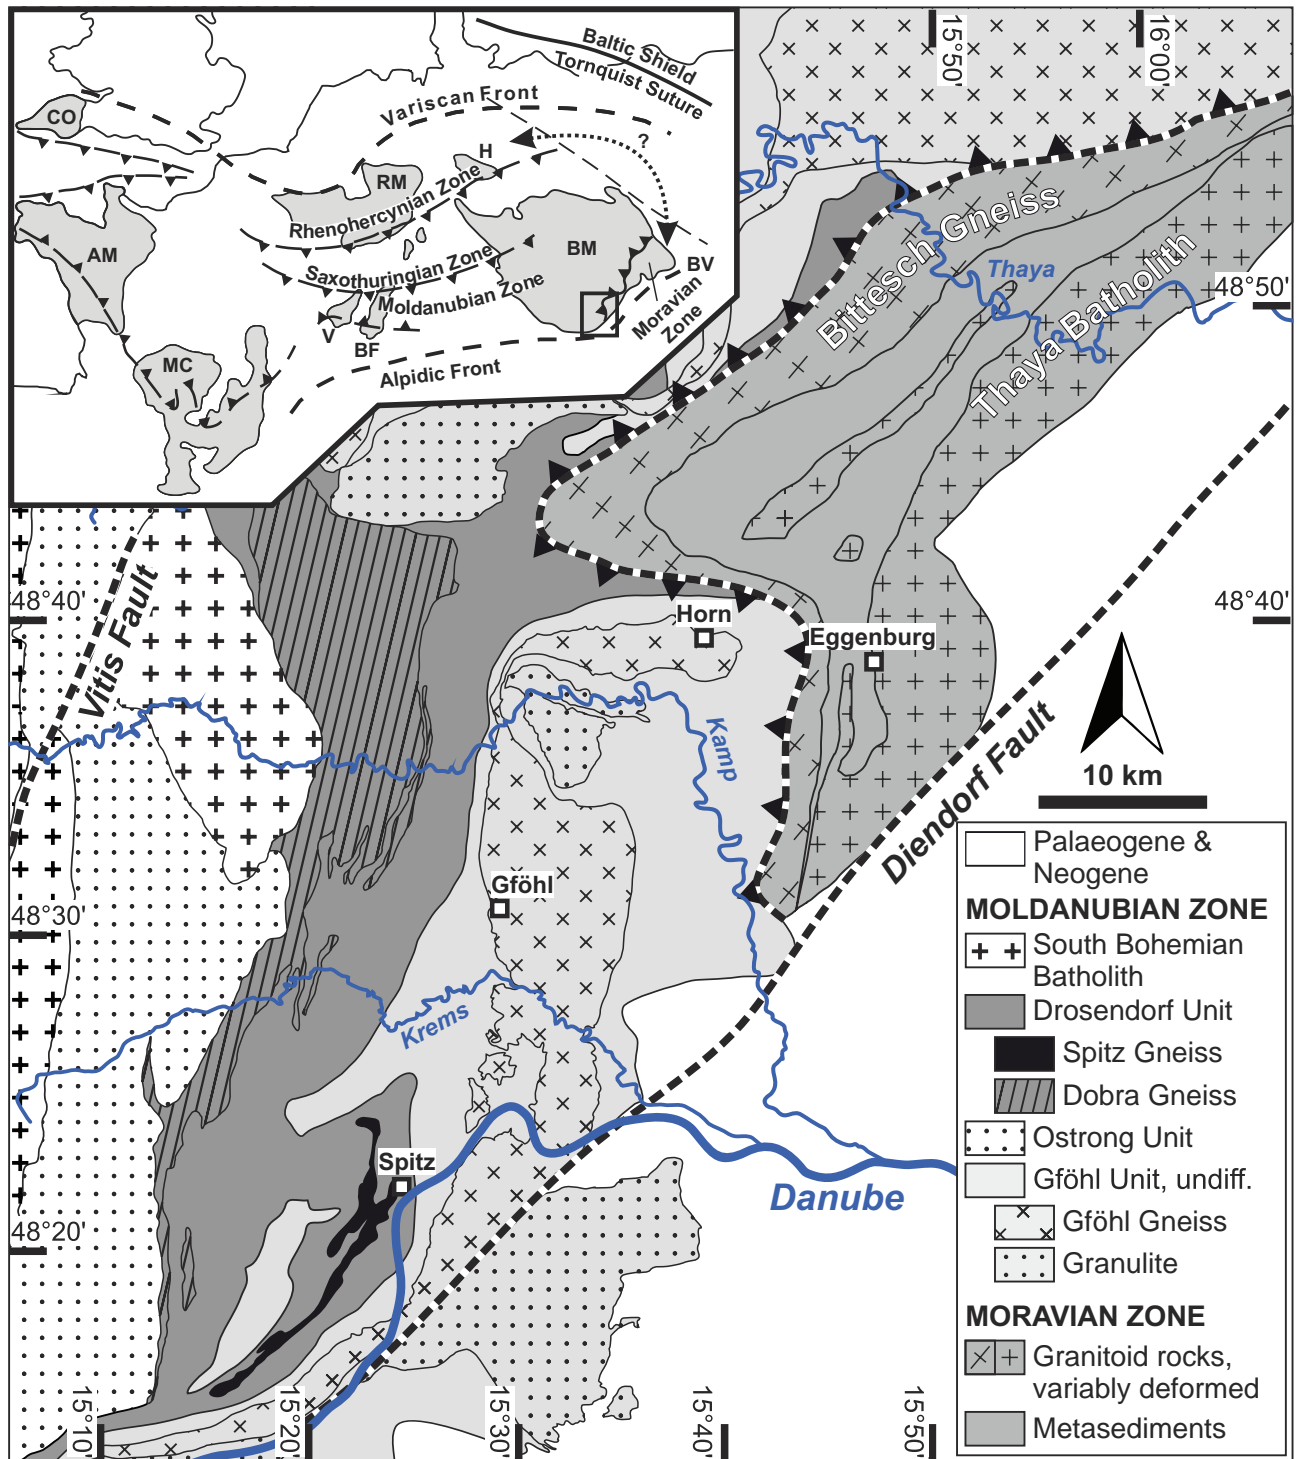 Baltic Shield
Tornquist Suture
Variscan Front
?
CO
H
RM
Rhenohercynian Zone
AM
BM
Saxothuringian Zone
BV
Moldanubian Zone
Moravian
Zone
V
BF
MC
Alpidic Front
15°50'
16°00'
Bittesch Gneiss
Thaya
Thaya Batholith
48°50'
48°40'
48°40'
Vitis Fault
Horn
Eggenburg
Kamp
Diendorf Fault
10 km
Gföhl
48°30'
Krems
Spitz
Danube
48°20'
15°10'
15°20'
15°30'
15°40'
15°50'
Palaeogene &
Neogene
MOLDANUBIAN ZONE
South Bohemian
Batholith
Drosendorf Unit
Spitz Gneiss
Dobra Gneiss
Ostrong Unit
Gföhl Unit, undiff.
Gföhl Gneiss
Granulite
MORAVIAN ZONE
Granitoid rocks,
variably deformed
Metasediments